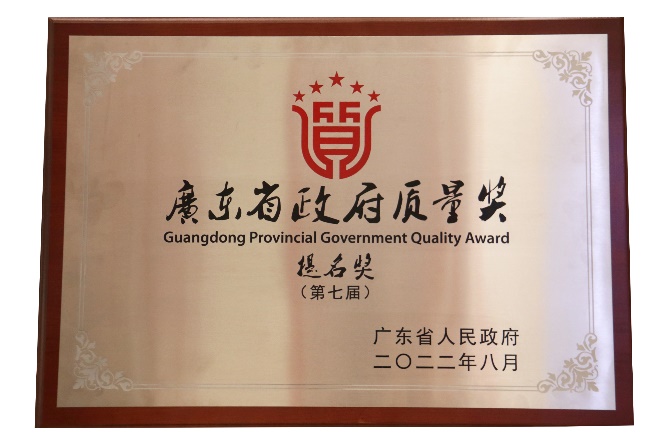 廣东省政府质量奖
Guangdong Provincial Government Quality Award
提名奖
（第七届）
广东省人民政府
二〇二二年八月